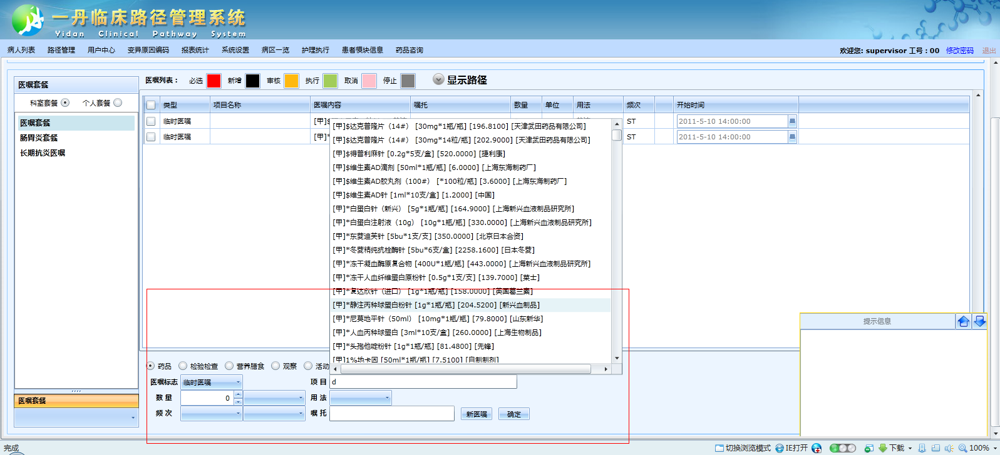 一丹临床路径管理系统
Yidan Clinical Pathway System
病人列表 路径管理 用户中心 变异原因编码 报表统计 系统设置 病区一览 护理执行 患者模块信息 药品咨询
欢迎您: supervisor 工号：00 修改密码 退出
医嘱套餐
科室套餐 个人套餐
医嘱套餐
肠胃炎套餐
长期抗炎医嘱
医嘱套餐
医嘱列表： 必选 新增 审核 执行 取消 停止 显示路径
类型 项目名称 医嘱内容 嘱托 数量 单位 用法 频次 开始时间
临时医嘱 [甲]$ ST 2011-5-10 14:00:00
临时医嘱 [甲]* ST 2011-5-10 14:00:00
[甲]$达克普隆片（14#） [30mg*1瓶/瓶] [196.8100] [天津武田药品有限公司]
[甲]$达克普隆片（14#） [30mg*14粒/瓶] [202.9000] [天津武田药品有限公司]
[甲]$得普利麻针 [0.2g*5支/盒] [520.0000] [捷利康]
[甲]$维生素AD滴剂 [50ml*1瓶/瓶] [6.0000] [上海东海制药厂]
[甲]$维生素AD胶丸剂（100#） [*100粒/瓶] [3.6000] [上海东海制药厂]
[甲]$维生素AD针 [1ml*10支/盒] [1.2000] [中国]
[甲]*白蛋白针（新兴） [5g*1瓶/瓶] [164.9000] [上海新兴血液制品研究所]
[甲]*白蛋白注射液（10g） [10g*1瓶/瓶] [330.0000] [上海新兴血液制品研究所]
[甲]*东菱迪芙针 [5bu*1支/支] [350.0000] [北京日本合资]
[甲]*冬菱精纯抗栓酶针 [5bu*6支/盒] [2258.1600] [日本冬菱]
[甲]*冻干凝血酶原复合物 [400U*1瓶/瓶] [443.0000] [上海新兴血液制品研究所]
[甲]*冻干人血纤维蛋白原粉针 [0.5g*1支/支] [139.7000] [莱士]
[甲]*复达欣针（进口） [1g*1瓶/瓶] [158.0000] [英国葛兰素]
[甲]*静注丙种球蛋白粉针 [1g*1瓶/瓶] [204.5200] [新兴血制品]
[甲]*尼莫地平针（50ml） [10mg*1瓶/瓶] [79.8000] [山东新华]
[甲]*人血丙种球蛋白 [3ml*10支/盒] [260.0000] [上海生物制品]
[甲]*头孢他啶粉针 [1g*1瓶/瓶] [81.4800] [先锋]
[甲]1%地卡因 [50ml*1瓶/瓶] [7.5100] [自制制剂]
提示信息
药品 检验检查 营养膳食 观察 活动
医嘱标志 临时医嘱 项 目 d
数 量 0 用 法
频 次 嘱 托 新医嘱 确定
完成 切换浏览模式 IE打开 下载 100%